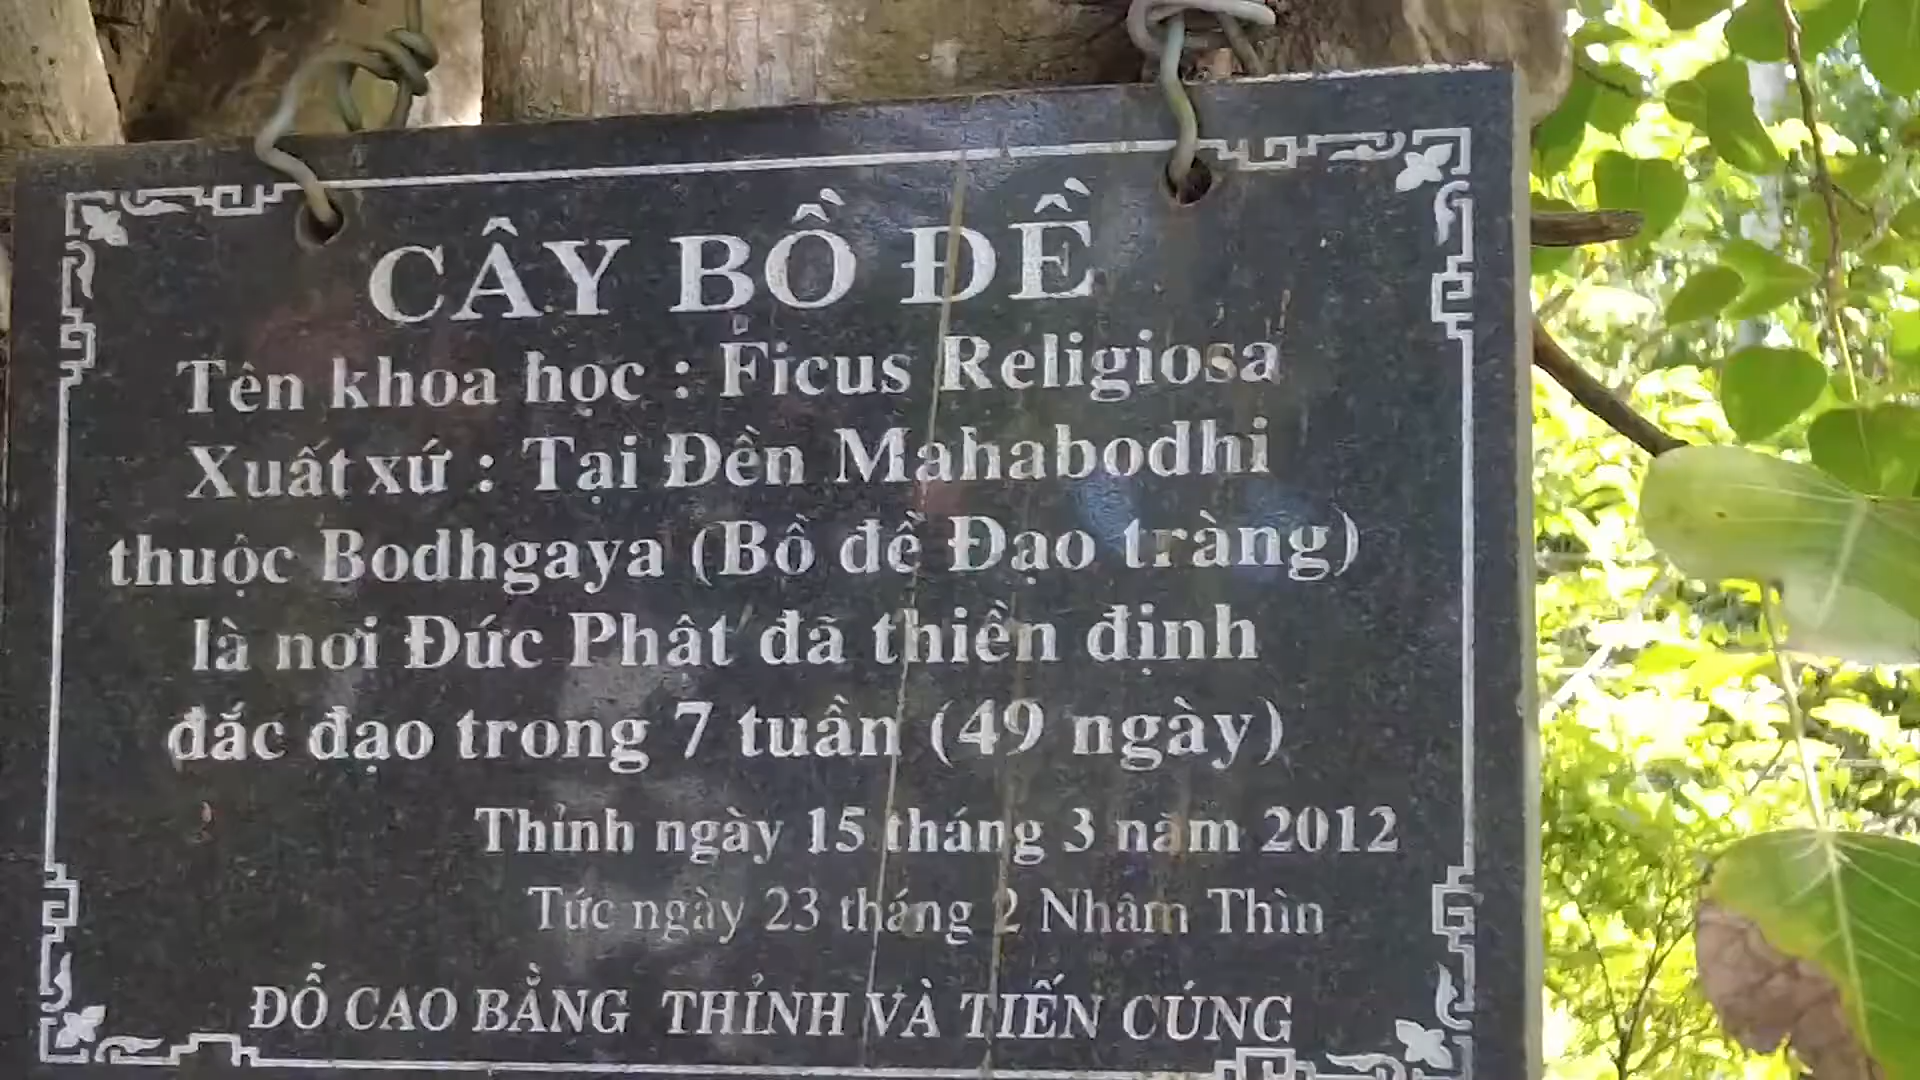 CÂY BỒ ĐỀ
Tên khoa học : Ficus Religiosa
Xuất xứ : Tại Đền Mahabodhi
thuộc Bodhgaya (Bồ đề Đạo tràng)
là nơi Đức Phật đã thiền định
đắc đạo trong 7 tuần (49 ngày)
Thỉnh ngày 15 tháng 3 năm 2012
Tức ngày 23 tháng 2 Nhâm Thìn
ĐỖ CAO BẰNG THỈNH VÀ TIẾN CÚNG